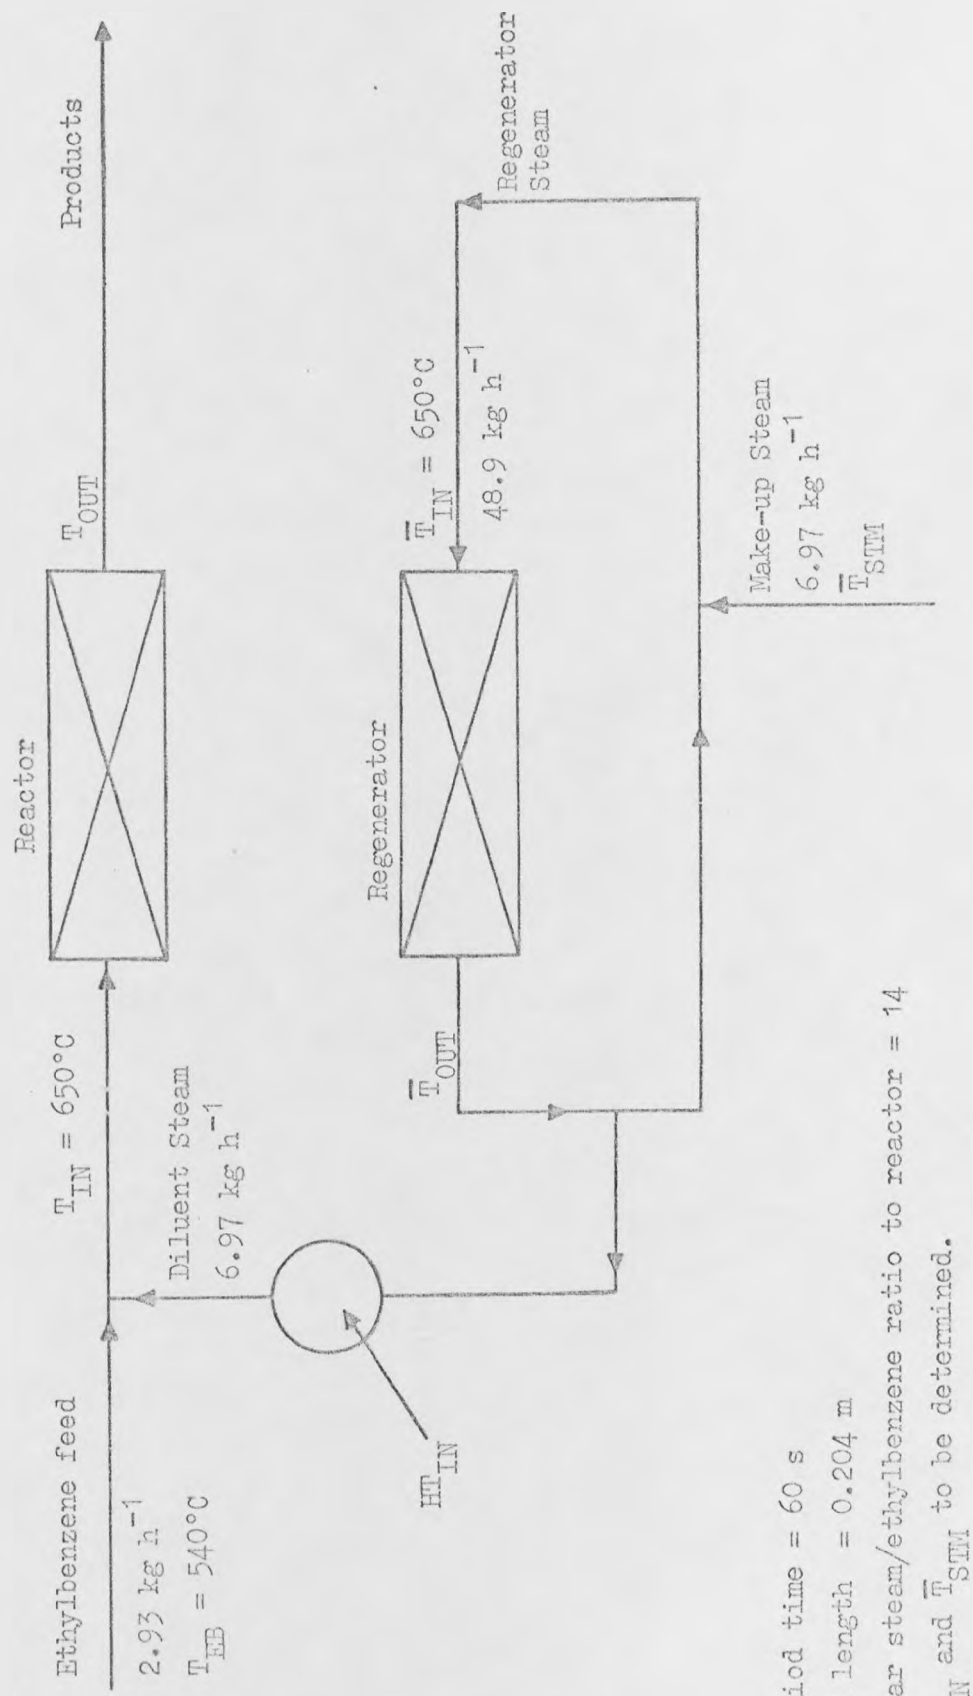 Ethylbenzene feed
2.93 kg h⁻¹
T_EB = 540°C
T_IN = 650°C
Reactor
T_OUT
Products
Diluent Steam
6.97 kg h⁻¹
HT_IN
T̅_OUT
Regenerator
T̅_IN = 650°C
48.9 kg h⁻¹
Regenerator
Steam
Make-up Steam
6.97 kg h⁻¹
T̅_STM
time = 60 s
length = 0.204 m
steam/ethylbenzene ratio to reactor = 14
and T̅_STM to be determined.